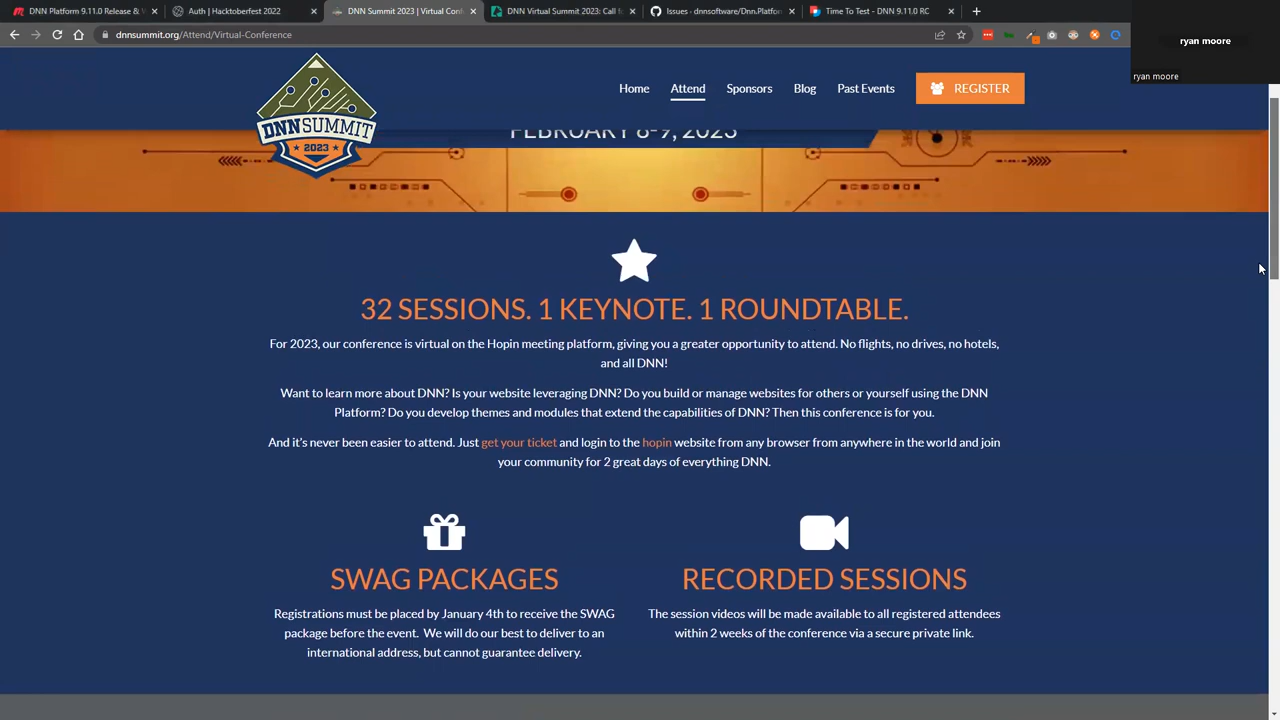 DNN Platform 9.11.0 Release & 
Auth | Hacktoberfest 2022
DNN Summit 2023 | Virtual Con
DNN Virtual Summit 2023: Call f
Issues · dnnsoftware/Dnn.Platfor
Time To Test - DNN 9.11.0 RC
dnnsummit.org/Attend/Virtual-Conference
ryan moore
ryan moore
Home
Attend
Sponsors
Blog
Past Events
REGISTER
DNNSUMMIT
2023
FEBRUARY 6-9, 2023
32 SESSIONS. 1 KEYNOTE. 1 ROUNDTABLE.
For 2023, our conference is virtual on the Hopin meeting platform, giving you a greater opportunity to attend. No flights, no drives, no hotels,
and all DNN!
Want to learn more about DNN? Is your website leveraging DNN? Do you build or manage websites for others or yourself using the DNN
Platform? Do you develop themes and modules that extend the capabilities of DNN? Then this conference is for you.
And it's never been easier to attend. Just get your ticket and login to the hopin website from any browser from anywhere in the world and join
your community for 2 great days of everything DNN.
SWAG PACKAGES
Registrations must be placed by January 4th to receive the SWAG
package before the event. We will do our best to deliver to an
international address, but cannot guarantee delivery.
RECORDED SESSIONS
The session videos will be made available to all registered attendees
within 2 weeks of the conference via a secure private link.